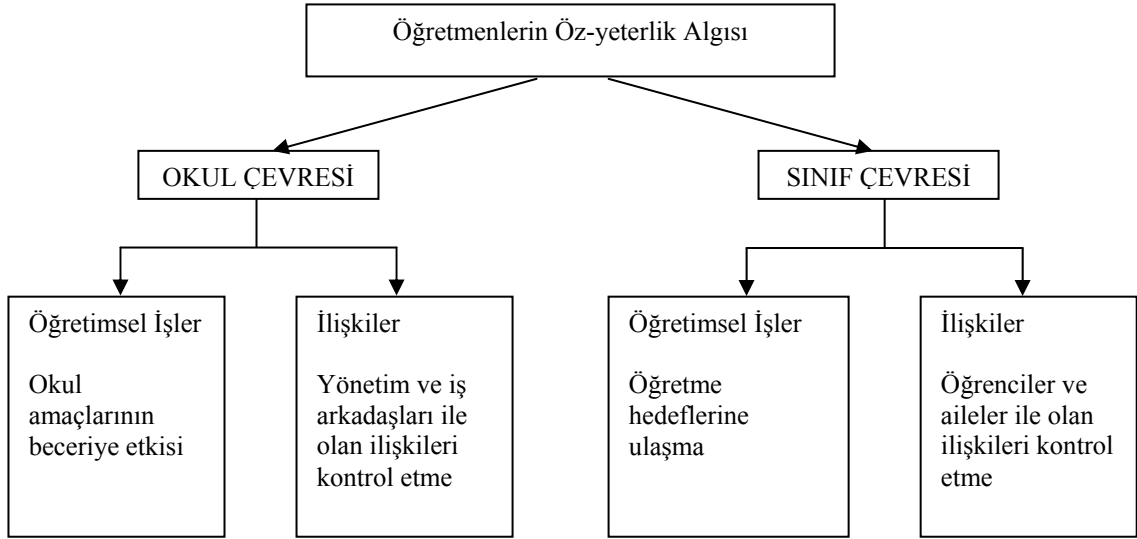 Öğretmenlerin Öz-yeterlik Algısı
OKUL ÇEVRESİ
SINIF ÇEVRESİ
Öğretimsel İşler
Okul
amaçlarının
beceriye etkisi
İlişkiler
Yönetim ve iş
arkadaşları ile
olan ilişkileri
kontrol etme
Öğretimsel İşler
Öğretme
hedeflerine
ulaşma
İlişkiler
Öğrenciler ve
aileler ile olan
ilişkileri kontrol
etme